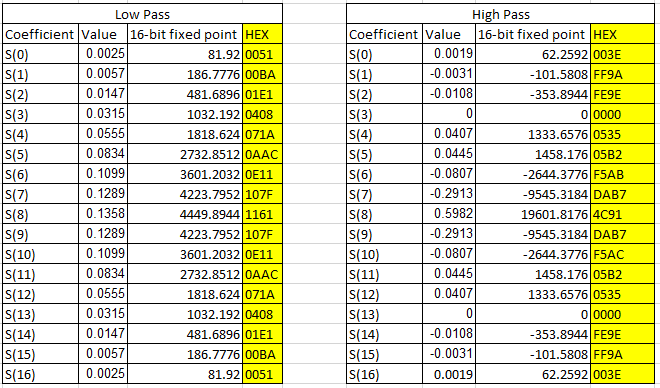 Low Pass High Pass
Coefficient Value 16-bit fixed point HEX Coefficient Value 16-bit fixed point HEX
S(0) 0.0025 81.92 0051 S(0) 0.0019 62.2592 003E
S(1) 0.0057 186.7776 00BA S(1) -0.0031 -101.5808 FF9A
S(2) 0.0147 481.6896 01E1 S(2) -0.0108 -353.8944 FE9E
S(3) 0.0315 1032.192 0408 S(3) 0 0 0000
S(4) 0.0555 1818.624 071A S(4) 0.0407 1333.6576 0535
S(5) 0.0834 2732.8512 0AAC S(5) 0.0445 1458.176 05B2
S(6) 0.1099 3601.2032 0E11 S(6) -0.0807 -2644.3776 F5AB
S(7) 0.1289 4223.7952 107F S(7) -0.2913 -9545.3184 DAB7
S(8) 0.1358 4449.8944 1161 S(8) 0.5982 19601.8176 4C91
S(9) 0.1289 4223.7952 107F S(9) -0.2913 -9545.3184 DAB7
S(10) 0.1099 3601.2032 0E11 S(10) -0.0807 -2644.3776 F5AC
S(11) 0.0834 2732.8512 0AAC S(11) 0.0445 1458.176 05B2
S(12) 0.0555 1818.624 071A S(12) 0.0407 1333.6576 0535
S(13) 0.0315 1032.192 0408 S(13) 0 0 0000
S(14) 0.0147 481.6896 01E1 S(14) -0.0108 -353.8944 FE9E
S(15) 0.0057 186.7776 00BA S(15) -0.0031 -101.5808 FF9A
S(16) 0.0025 81.92 0051 S(16) 0.0019 62.2592 003E